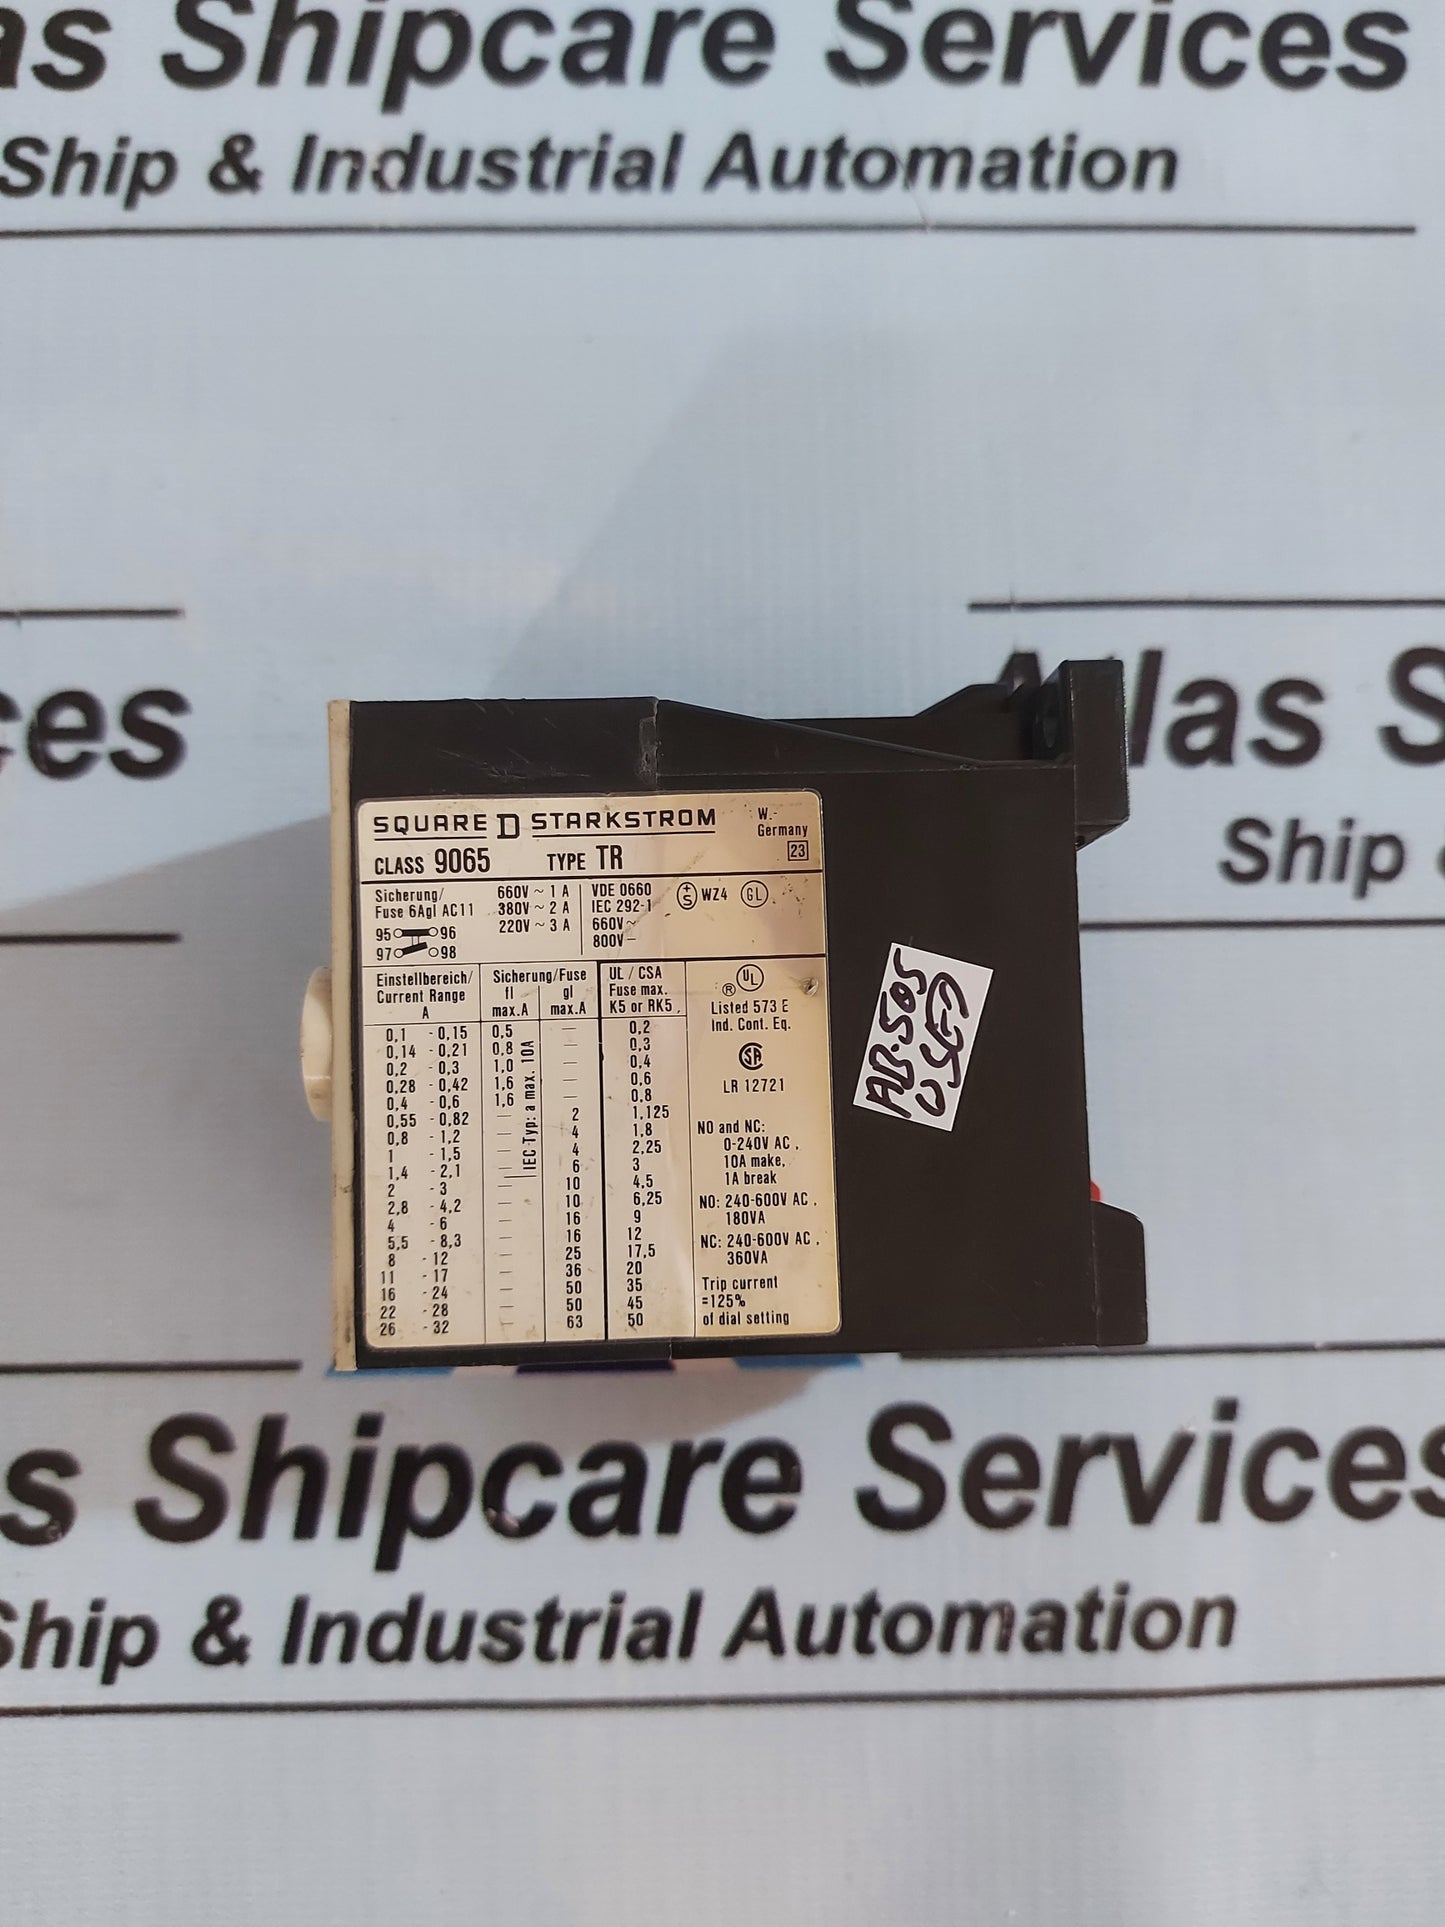 as Shipcare Services
Ship & Industrial Automation
ces
Atlas S
Ship &
SQUARE D STARKSTROM
W.-
Germany
23
CLASS 9065 TYPE TR
Sicherung/
Fuse 6Agl AC11
660V ~ 1 A
380V ~ 2 A
220V ~ 3 A
VDE 0660
IEC 292-1
660V~
800V–
+S WZ4 GL
95 96
97 98
Einstellbereich/
Current Range
A
Sicherung/Fuse
fl gl
max.A max.A
UL / CSA
Fuse max.
K5 or RK5
0,1 - 0,15 0,5 — 0,2
0,14 - 0,21 0,8 — 0,3
0,2 - 0,3 1,0 — 0,4
0,28 - 0,42 1,6 — 0,6
0,4 - 0,6 1,6 — 0,8
0,55 - 0,82 — 2 1,125
0,8 - 1,2 — 4 1,8
1 - 1,5 — 4 2,25
1,4 - 2,1 — 6 3
2 - 3 — 10 4,5
2,8 - 4,2 — 10 6,25
4 - 6 — 16 9
5,5 - 8,3 — 16 12
8 - 12 — 25 17,5
11 - 17 — 36 20
16 - 24 — 50 35
22 - 28 — 50 45
26 - 32 — 63 50
IEC Typ: a max. 10A
® UL
Listed 573 E
Ind. Cont. Eq.
SA
LR 12721
NO and NC:
0-240V AC,
10A make,
1A break
NO: 240-600V AC,
180VA
NC: 240-600V AC,
360VA
Trip current
=125%
of dial setting
AB-505
s Shipcare Services
Ship & Industrial Automation